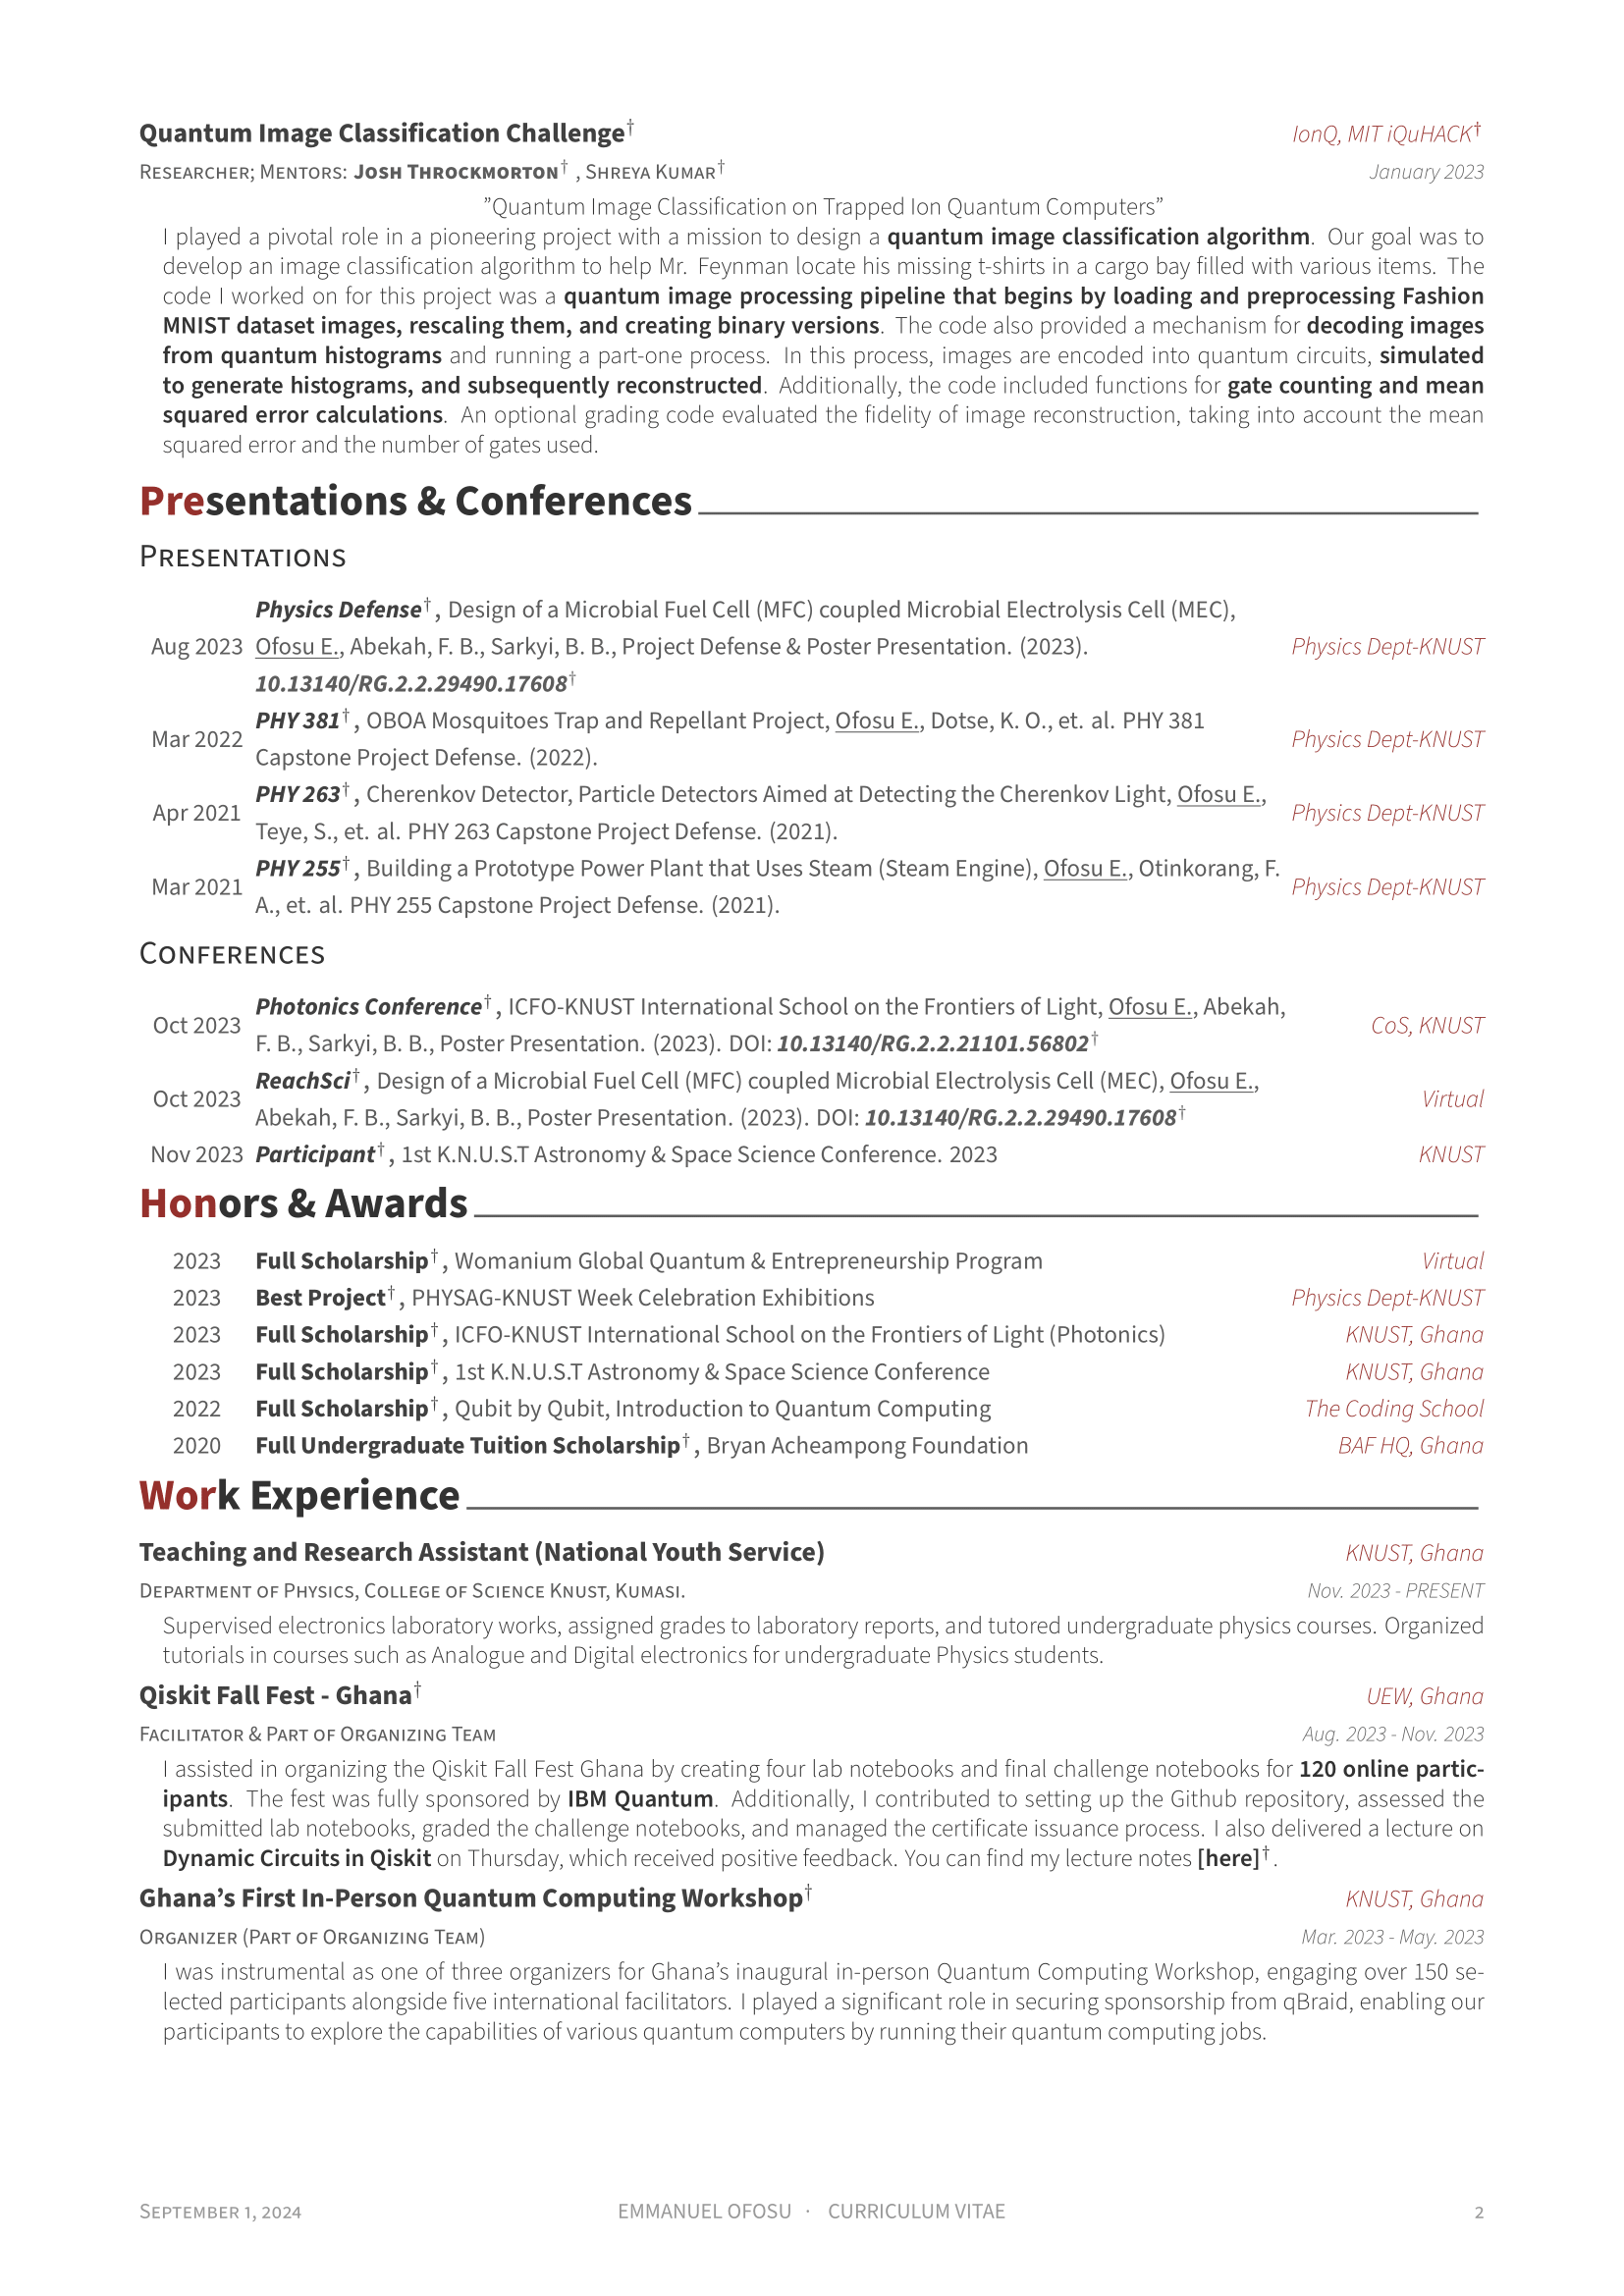 Quantum Image Classification Challenge† IonQ, MIT iQuHACK†
Researcher; Mentors: Josh Throckmorton† , Shreya Kumar† January 2023
”Quantum Image Classification on Trapped Ion Quantum Computers”
I played a pivotal role in a pioneering project with a mission to design a quantum image classification algorithm. Our goal was to
develop an image classification algorithm to help Mr. Feynman locate his missing t-shirts in a cargo bay filled with various items. The
code I worked on for this project was a quantum image processing pipeline that begins by loading and preprocessing Fashion
MNIST dataset images, rescaling them, and creating binary versions. The code also provided a mechanism for decoding images
from quantum histograms and running a part-one process. In this process, images are encoded into quantum circuits, simulated
to generate histograms, and subsequently reconstructed. Additionally, the code included functions for gate counting and mean
squared error calculations. An optional grading code evaluated the fidelity of image reconstruction, taking into account the mean
squared error and the number of gates used.
Presentations & Conferences
Presentations
Physics Defense†, Design of a Microbial Fuel Cell (MFC) coupled Microbial Electrolysis Cell (MEC),
Aug 2023 Ofosu E., Abekah, F. B., Sarkyi, B. B., Project Defense & Poster Presentation. (2023). Physics Dept-KNUST
10.13140/RG.2.2.29490.17608†
Mar 2022 PHY 381†, OBOA Mosquitoes Trap and Repellant Project, Ofosu E., Dotse, K. O., et. al. PHY 381 Physics Dept-KNUST
Capstone Project Defense. (2022).
Apr 2021 PHY 263†, Cherenkov Detector, Particle Detectors Aimed at Detecting the Cherenkov Light, Ofosu E., Physics Dept-KNUST
Teye, S., et. al. PHY 263 Capstone Project Defense. (2021).
Mar 2021 PHY 255†, Building a Prototype Power Plant that Uses Steam (Steam Engine), Ofosu E., Otinkorang, F. Physics Dept-KNUST
A., et. al. PHY 255 Capstone Project Defense. (2021).
Conferences
Oct 2023 Photonics Conference†, ICFO-KNUST International School on the Frontiers of Light, Ofosu E., Abekah, CoS, KNUST
F. B., Sarkyi, B. B., Poster Presentation. (2023). DOI: 10.13140/RG.2.2.21101.56802†
Oct 2023 ReachSci†, Design of a Microbial Fuel Cell (MFC) coupled Microbial Electrolysis Cell (MEC), Ofosu E., Virtual
Abekah, F. B., Sarkyi, B. B., Poster Presentation. (2023). DOI: 10.13140/RG.2.2.29490.17608†
Nov 2023 Participant†, 1st K.N.U.S.T Astronomy & Space Science Conference. 2023 KNUST
Honors & Awards
2023 Full Scholarship†, Womanium Global Quantum & Entrepreneurship Program Virtual
2023 Best Project†, PHYSAG-KNUST Week Celebration Exhibitions Physics Dept-KNUST
2023 Full Scholarship†, ICFO-KNUST International School on the Frontiers of Light (Photonics) KNUST, Ghana
2023 Full Scholarship†, 1st K.N.U.S.T Astronomy & Space Science Conference KNUST, Ghana
2022 Full Scholarship†, Qubit by Qubit, Introduction to Quantum Computing The Coding School
2020 Full Undergraduate Tuition Scholarship†, Bryan Acheampong Foundation BAF HQ, Ghana
Work Experience
Teaching and Research Assistant (National Youth Service) KNUST, Ghana
Department of Physics, College of Science Knust, Kumasi. Nov. 2023 - PRESENT
Supervised electronics laboratory works, assigned grades to laboratory reports, and tutored undergraduate physics courses. Organized
tutorials in courses such as Analogue and Digital electronics for undergraduate Physics students.
Qiskit Fall Fest - Ghana† UEW, Ghana
Facilitator & Part of Organizing Team Aug. 2023 - Nov. 2023
I assisted in organizing the Qiskit Fall Fest Ghana by creating four lab notebooks and final challenge notebooks for 120 online partic-
ipants. The fest was fully sponsored by IBM Quantum. Additionally, I contributed to setting up the Github repository, assessed the
submitted lab notebooks, graded the challenge notebooks, and managed the certificate issuance process. I also delivered a lecture on
Dynamic Circuits in Qiskit on Thursday, which received positive feedback. You can find my lecture notes [here]†.
Ghana’s First In-Person Quantum Computing Workshop† KNUST, Ghana
Organizer (Part of Organizing Team) Mar. 2023 - May. 2023
I was instrumental as one of three organizers for Ghana’s inaugural in-person Quantum Computing Workshop, engaging over 150 se-
lected participants alongside five international facilitators. I played a significant role in securing sponsorship from qBraid, enabling our
participants to explore the capabilities of various quantum computers by running their quantum computing jobs.
September 1, 2024 EMMANUEL OFOSU · CURRICULUM VITAE 2